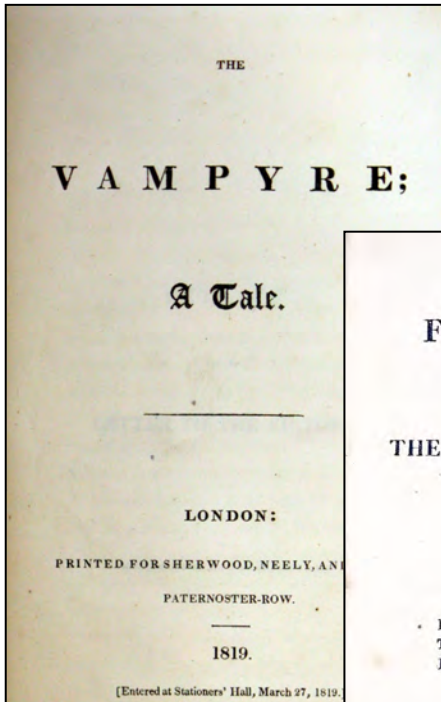 THE
VAMPYRE;
A Tale.
LONDON:
PRINTED FOR SHERWOOD, NEELY,
PATERNOSTER-ROW.
1819.
[Entered at Stationers' Hall, March 27, 1819.
F
THE